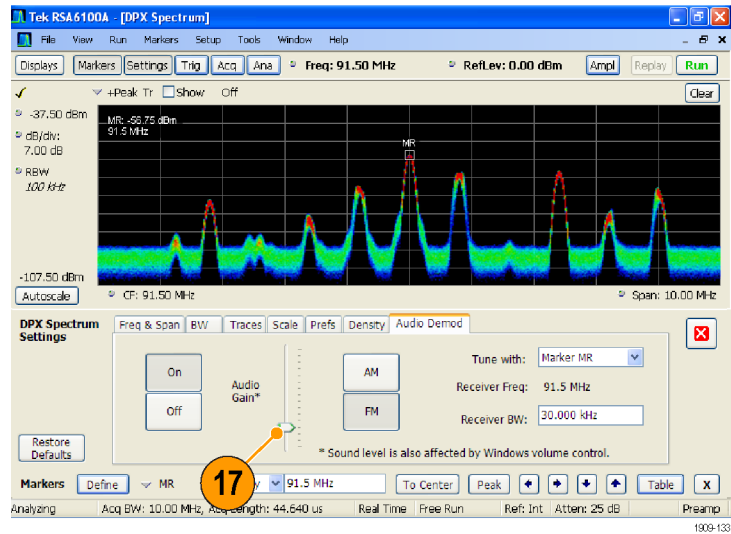 Tek RSA6100A - [DPX Spectrum]
File View Run Markers Setup Tools Window Help
Displays Markers Settings Trig Acq Ana Freq: 91.50 MHz RefLev: 0.00 dBm Ampl Replay Run
+Peak Tr Show Off Clear
-37.50 dBm
dB/div:
7.00 dB
RBW
100 kHz
MR: -56.75 dBm
91.5 MHz
MR
-107.50 dBm
Autoscale CF: 91.50 MHz Span: 10.00 MHz
DPX Spectrum
Settings
Freq & Span BW Traces Scale Prefs Density Audio Demod
On
Off
Audio
Gain*
AM
FM
Tune with: Marker MR
Receiver Freq: 91.5 MHz
Receiver BW: 30.000 kHz
* Sound level is also affected by Windows volume control.
Restore
Defaults
17
Markers Define MR y 91.5 MHz To Center Peak Table X
Analyzing Acq BW: 10.00 MHz, Acq Length: 44.640 us Real Time Free Run Ref: Int Atten: 25 dB Preamp
1909-133